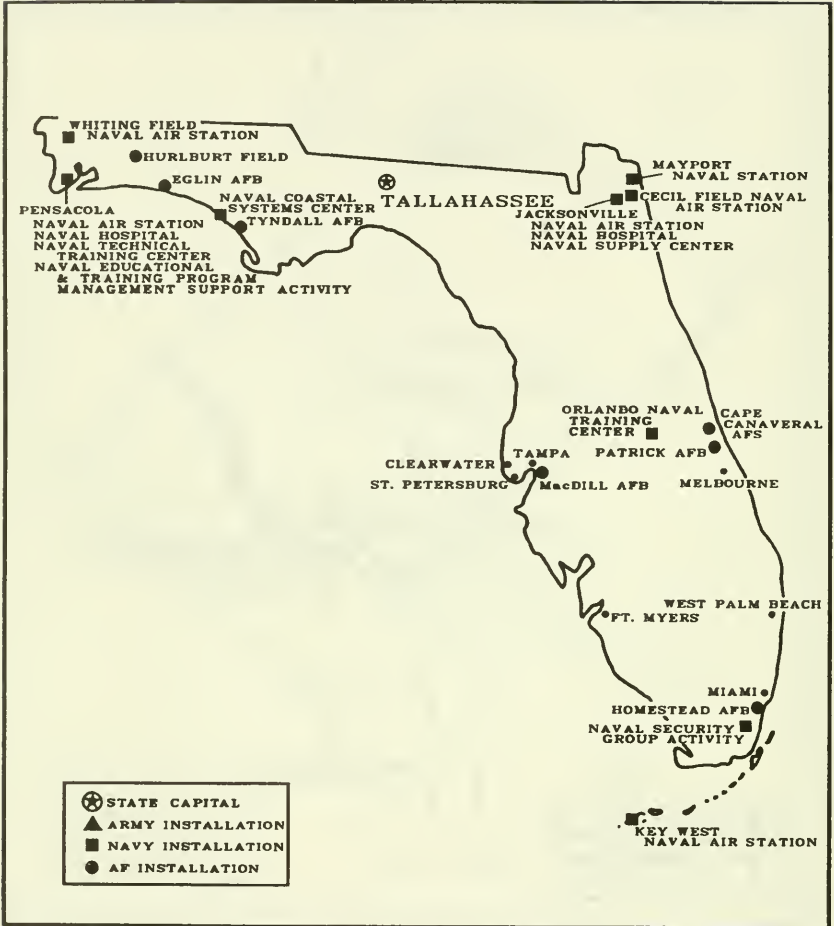 WHITING FIELD
NAVAL AIR STATION
HURLBURT FIELD
EGLIN AFB
PENSACOLA
NAVAL AIR STATION
NAVAL HOSPITAL
NAVAL TECHNICAL
TRAINING CENTER
NAVAL EDUCATIONAL
& TRAINING PROGRAM
MANAGEMENT SUPPORT ACTIVITY
NAVAL COASTAL
SYSTEMS CENTER
TYNDALL AFB
TALLAHASSEE
MAYPORT
NAVAL STATION
CECIL FIELD NAVAL
AIR STATION
JACKSONVILLE
NAVAL AIR STATION
NAVAL HOSPITAL
NAVAL SUPPLY CENTER
ORLANDO NAVAL
TRAINING
CENTER
CAPE
CANAVERAL
AFS
PATRICK AFB
MELBOURNE
CLEARWATER
TAMPA
ST. PETERSBURG
MacDILL AFB
WEST PALM BEACH
FT. MYERS
MIAMI
HOMESTEAD AFB
NAVAL SECURITY
GROUP ACTIVITY
KEY WEST
NAVAL AIR STATION
STATE CAPITAL
ARMY INSTALLATION
NAVY INSTALLATION
AF INSTALLATION